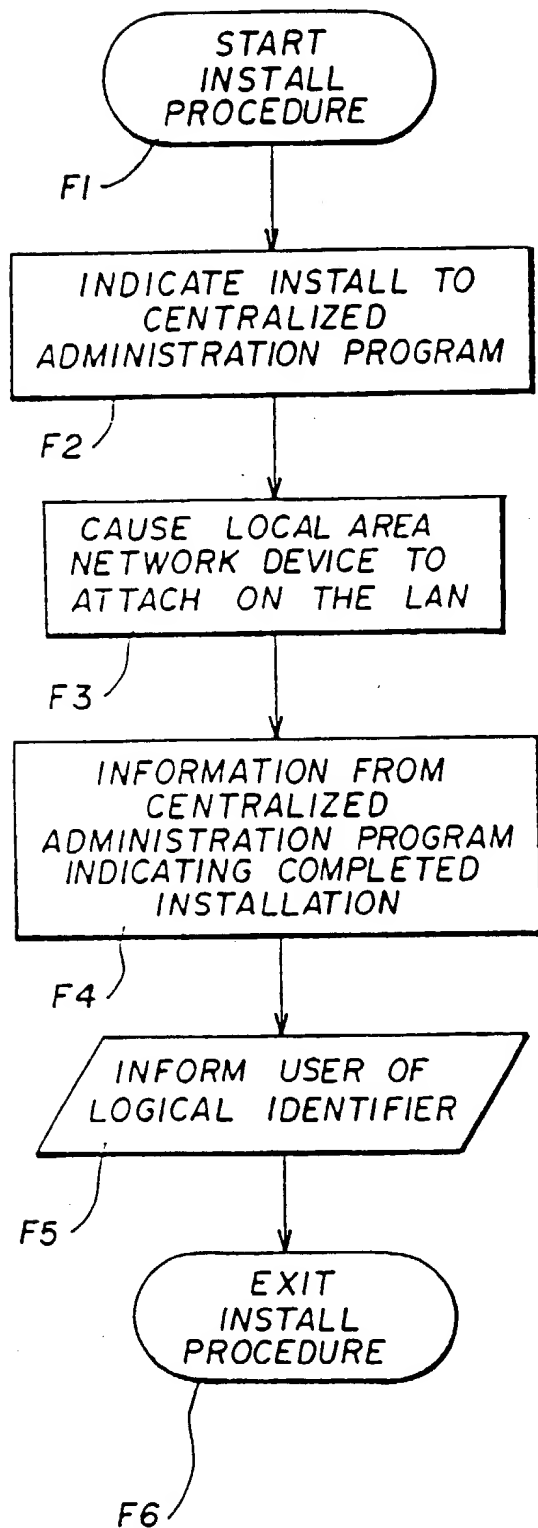 START
INSTALL
PROCEDURE
F1
INDICATE INSTALL TO
CENTRALIZED
ADMINISTRATION PROGRAM
F2
CAUSE LOCAL AREA
NETWORK DEVICE TO
ATTACH ON THE LAN
F3
INFORMATION FROM
CENTRALIZED
ADMINISTRATION PROGRAM
INDICATING COMPLETED
INSTALLATION
F4
INFORM USER OF
LOGICAL IDENTIFIER
F5
EXIT
INSTALL
PROCEDURE
F6